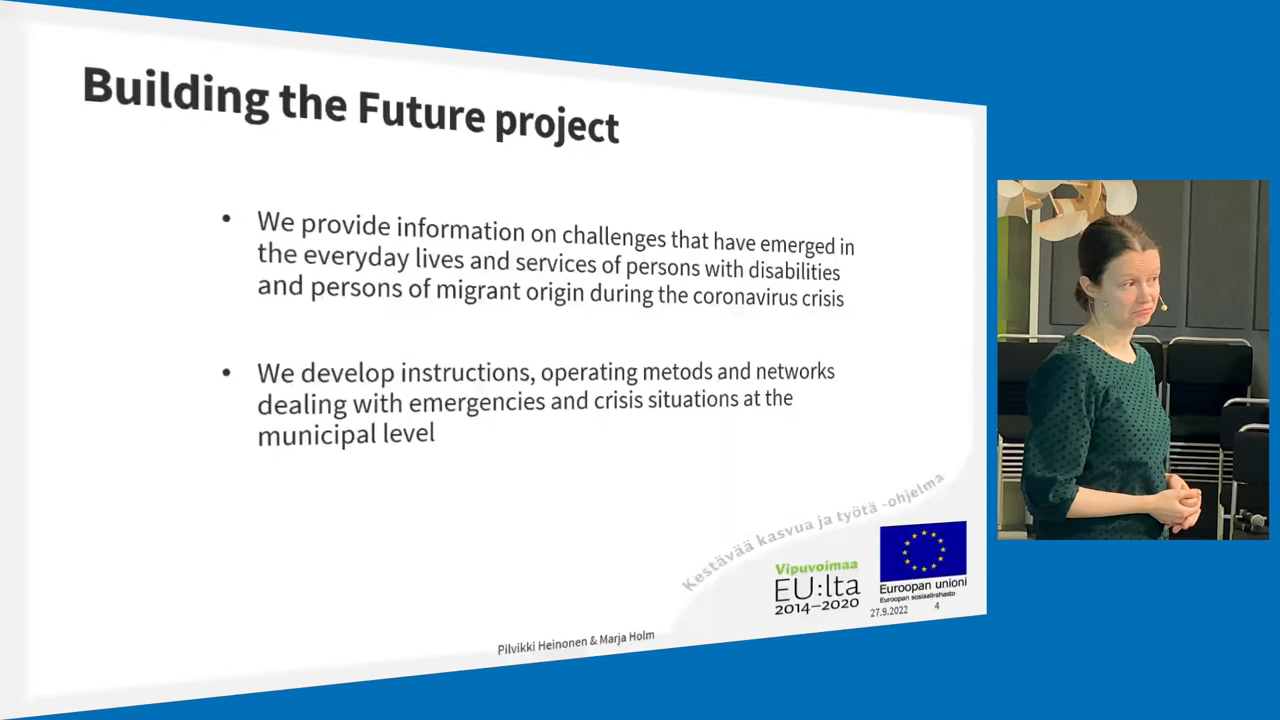 Building the Future project
• We provide information on challenges that have emerged in
the everyday lives and services of persons with disabilities
and persons of migrant origin during the coronavirus crisis
• We develop instructions, operating metods and networks
dealing with emergencies and crisis situations at the
municipal level
Kestävää kasvua ja työtä -ohjelma
Vipuvoimaa
EU:lta
2014–2020
Euroopan unioni
Euroopan sosiaalirahasto
27.9.2022 4
Pilvikki Heinonen & Marja Holm